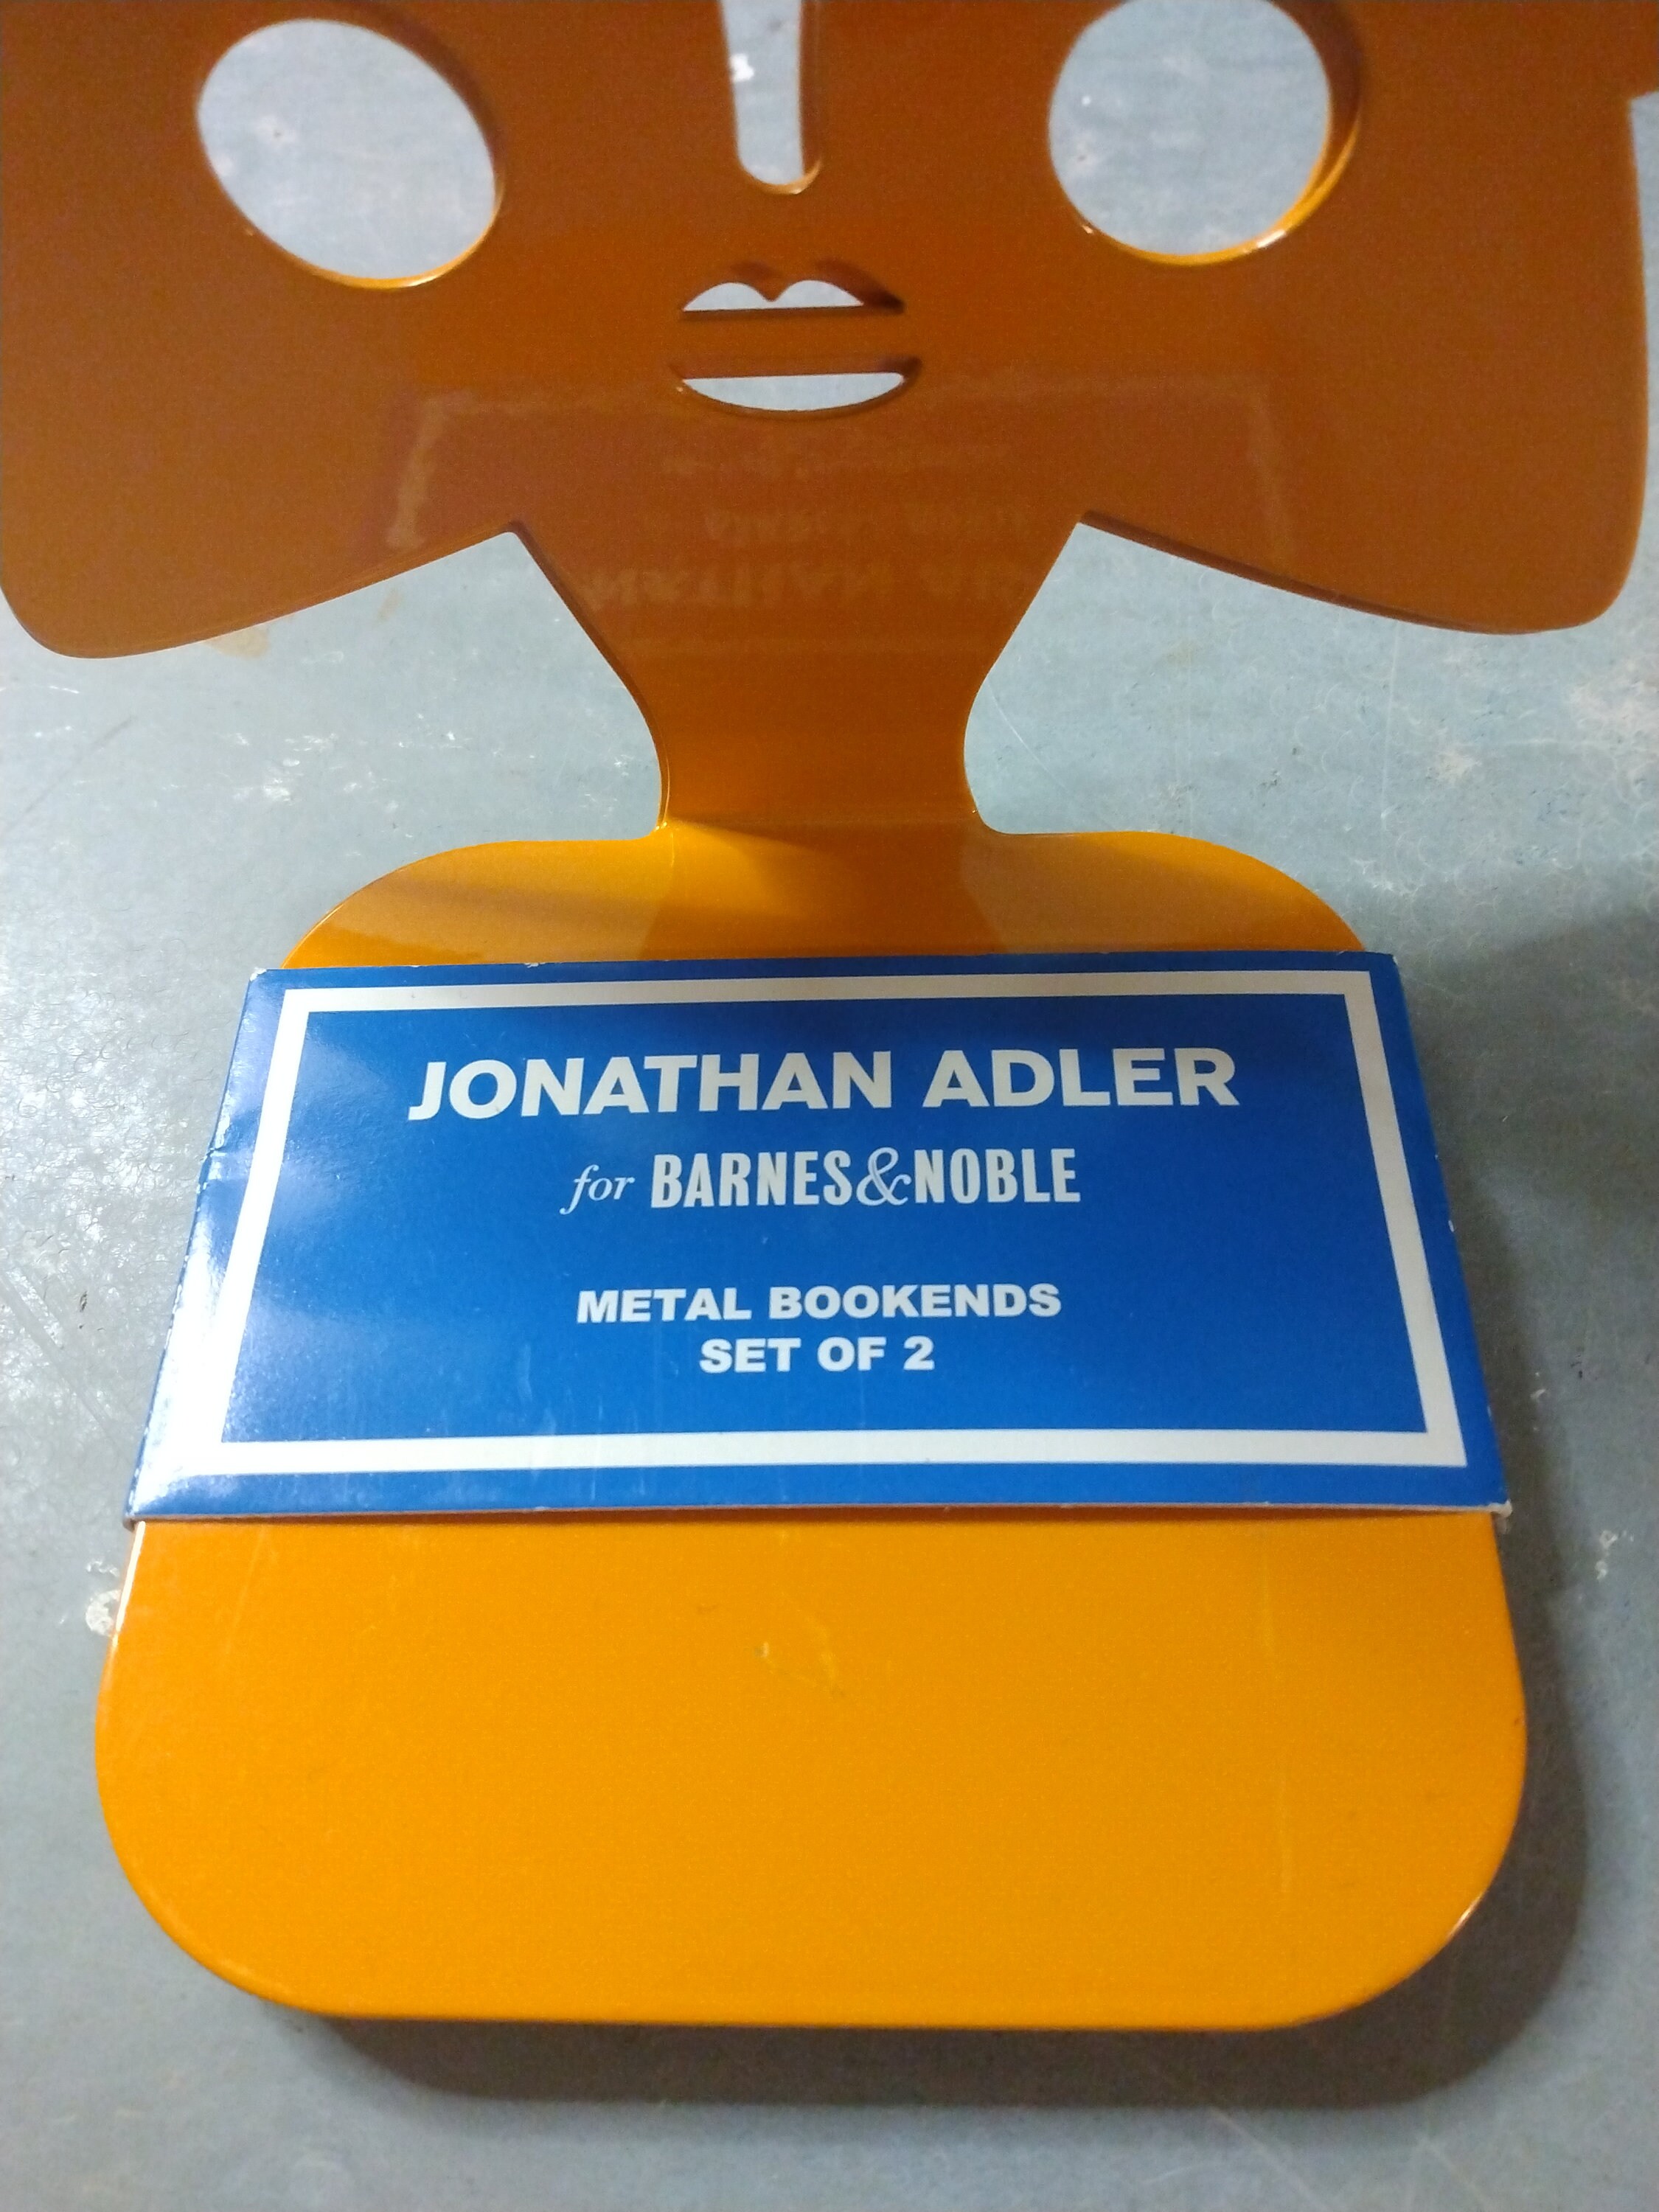 JONATHAN ADLER
for BARNES&NOBLE
METAL BOOKENDS
SET OF 2